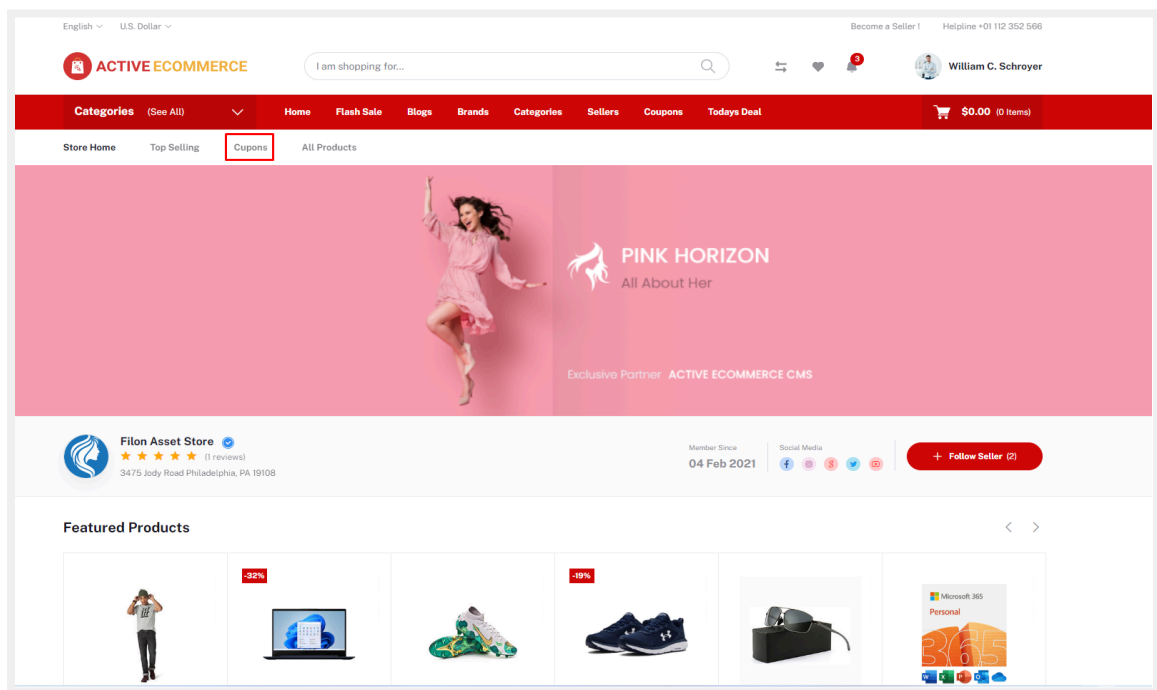 English U.S. Dollar Become a Seller ! Helpline +01 112 352 566
ACTIVE ECOMMERCE I am shopping for... 3 William C. Schroyer
Categories (See All) Home Flash Sale Blogs Brands Categories Sellers Coupons Todays Deal $0.00 (0 Items)
Store Home Top Selling Cupons All Products
PINK HORIZON
All About Her
Exclusive Partner ACTIVE ECOMMERCE CMS
Filon Asset Store
(1 reviews)
3475 Jody Road Philadelphia, PA 19108
Member Since
04 Feb 2021
Social Media
+ Follow Seller (2)
Featured Products
-32%
-19%
Microsoft 365
Personal
365